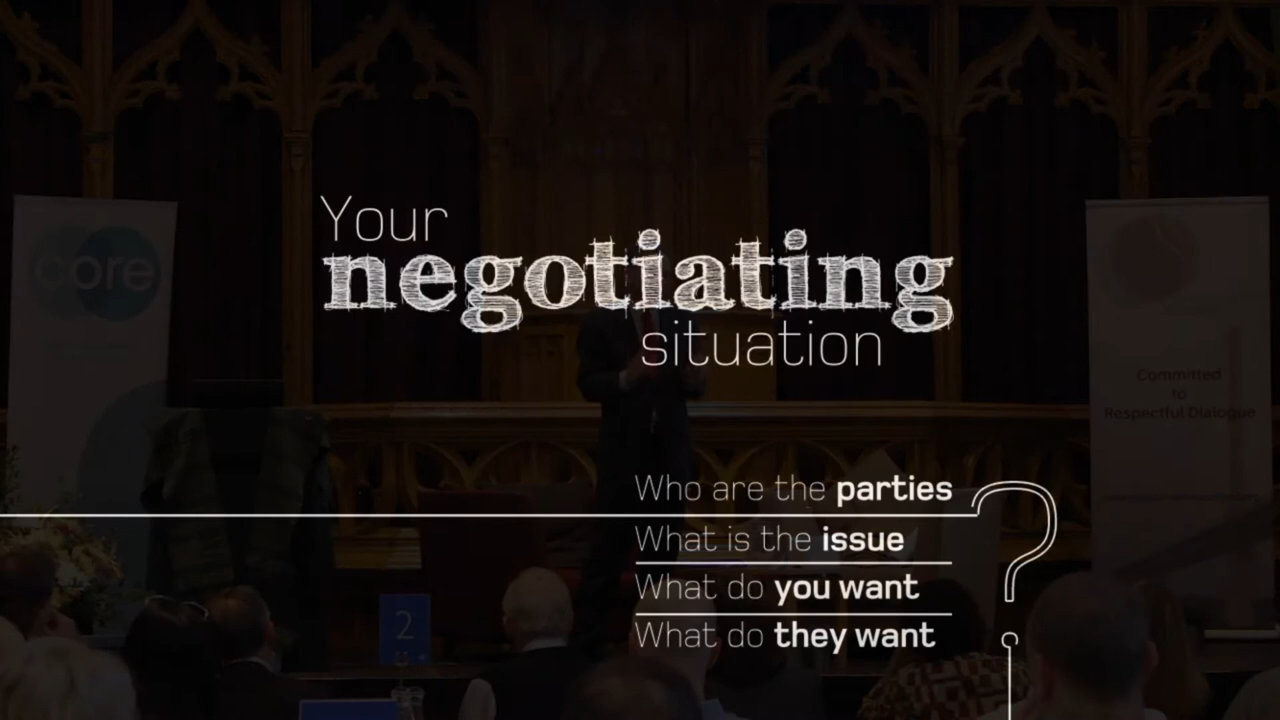 Your
negotiating
situation
Who are the parties
What is the issue
What do you want
What do they want
?
core
Committed
to
Respectful Dialogue
2